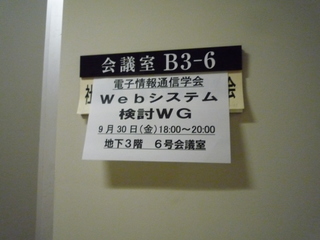 会議室 B3-6
電子情報通信学会
Webシステム
検討WG
9月30日(金)18:00～20:00
地下3階 6号会議室
社
会